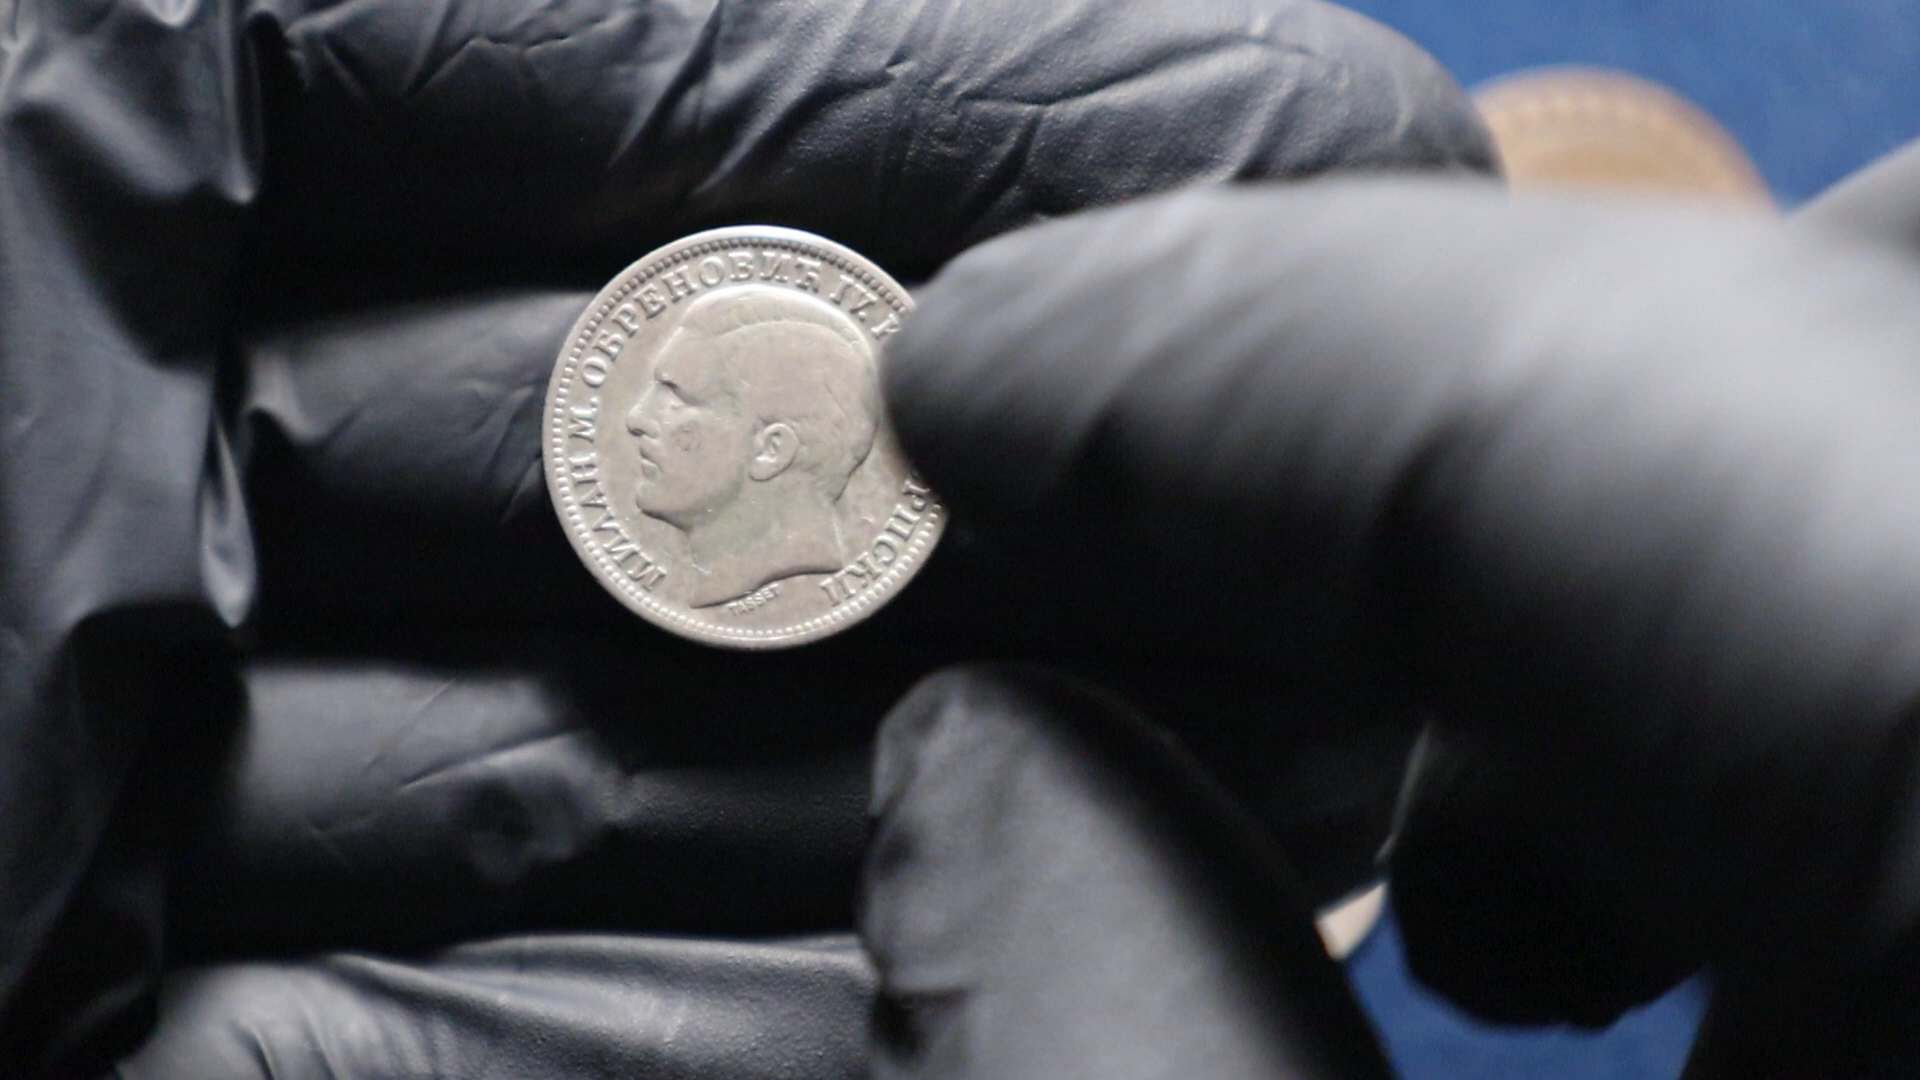 МИЛАН М. ОБРЕНОВИЋ IV. К
РПСКИ
TASSET